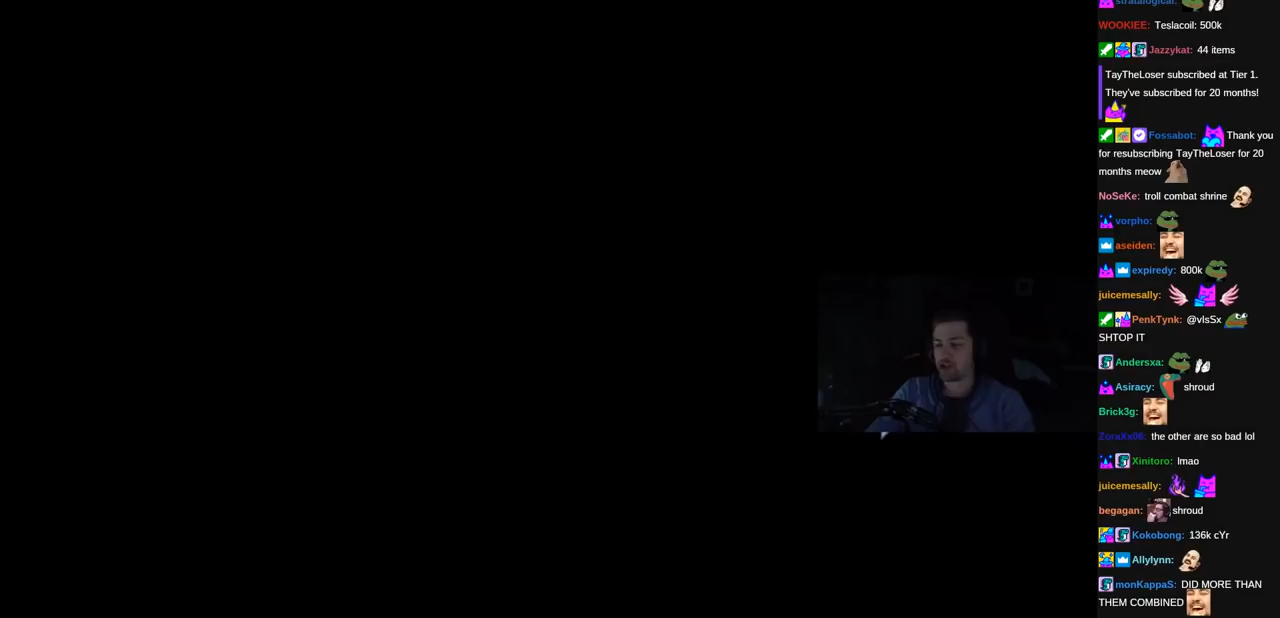 stratalogical:
WOOKIEE: Teslacoil: 500k
Jazzykat: 44 items
TayTheLoser subscribed at Tier 1.
They've subscribed for 20 months!
Fossabot: Thank you
for resubscribing TayTheLoser for 20
months meow
NoSeKe: troll combat shrine
vorpho:
aseiden:
expiredy: 800k
juicemesally:
PenkTynk: @vlsSx
SHTOP IT
Andersxa:
Asiracy: shroud
Brick3g:
ZoraXx06: the other are so bad lol
Xinitoro: lmao
juicemesally:
begagan: shroud
Kokobong: 136k cYr
Allylynn:
monKappaS: DID MORE THAN
THEM COMBINED